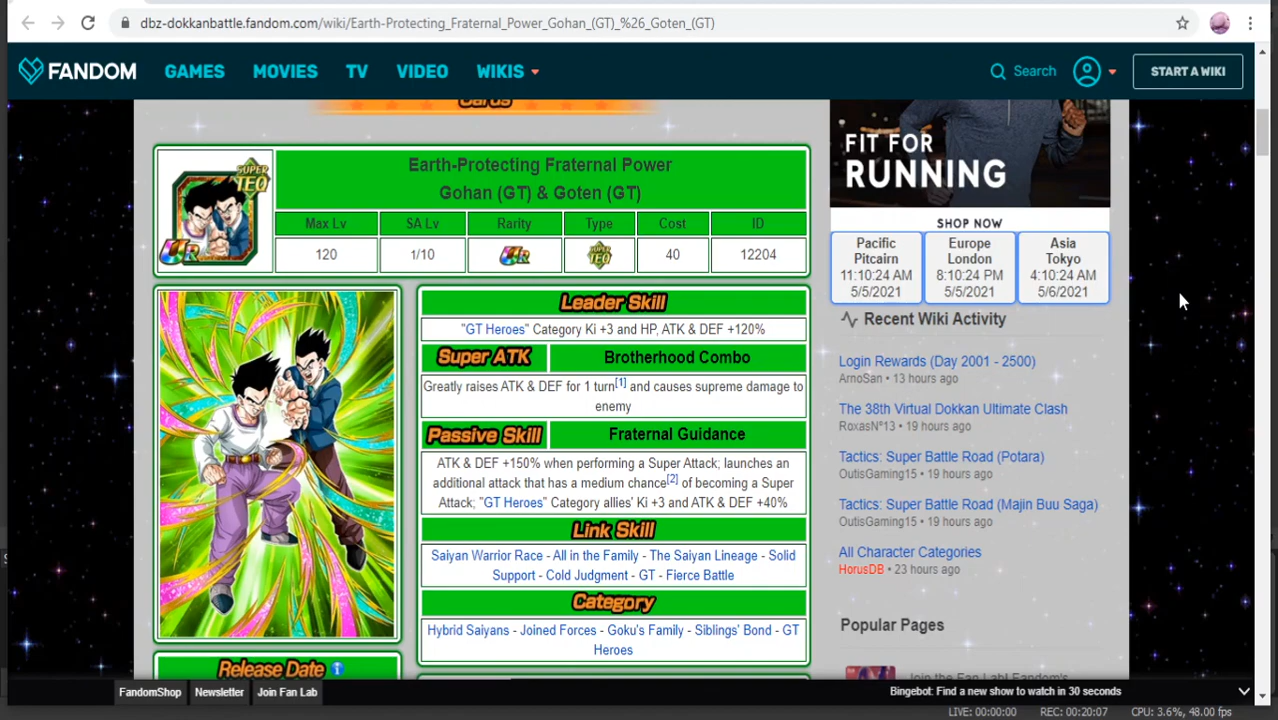 dbz-dokkanbattle.fandom.com/wiki/Earth-Protecting_Fraternal_Power_Gohan_(GT)_%26_Goten_(GT)
FANDOM GAMES MOVIES TV VIDEO WIKIS Search START A WIKI
Cards
Earth-Protecting Fraternal Power
Gohan (GT) & Goten (GT)
SUPER TEQ
UR
Max Lv SA Lv Rarity Type Cost ID
120 1/10 UR SUPER TEQ 40 12204
Leader Skill
"GT Heroes" Category Ki +3 and HP, ATK & DEF +120%
Super ATK Brotherhood Combo
Greatly raises ATK & DEF for 1 turn[1] and causes supreme damage to
enemy
Passive Skill Fraternal Guidance
ATK & DEF +150% when performing a Super Attack; launches an
additional attack that has a medium chance[2] of becoming a Super
Attack; "GT Heroes" Category allies' Ki +3 and ATK & DEF +40%
Link Skill
Saiyan Warrior Race - All in the Family - The Saiyan Lineage - Solid
Support - Cold Judgment - GT - Fierce Battle
Category
Hybrid Saiyans - Joined Forces - Goku's Family - Siblings' Bond - GT
Heroes
Release Date
FIT FOR
RUNNING
SHOP NOW
Pacific Europe Asia
Pitcairn London Tokyo
11:10:24 AM 8:10:24 PM 4:10:24 AM
5/5/2021 5/5/2021 5/6/2021
Recent Wiki Activity
Login Rewards (Day 2001 - 2500)
ArnoSan • 13 hours ago
The 38th Virtual Dokkan Ultimate Clash
RoxasN°13 • 19 hours ago
Tactics: Super Battle Road (Potara)
OutisGaming15 • 19 hours ago
Tactics: Super Battle Road (Majin Buu Saga)
OutisGaming15 • 19 hours ago
All Character Categories
HorusDB • 23 hours ago
Popular Pages
Join the Fan Lab! Fandom's
FandomShop Newsletter Join Fan Lab Bingebot: Find a new show to watch in 30 seconds
LIVE: 00:00:00 REC: 00:20:07 CPU: 3.6%, 48.00 fps